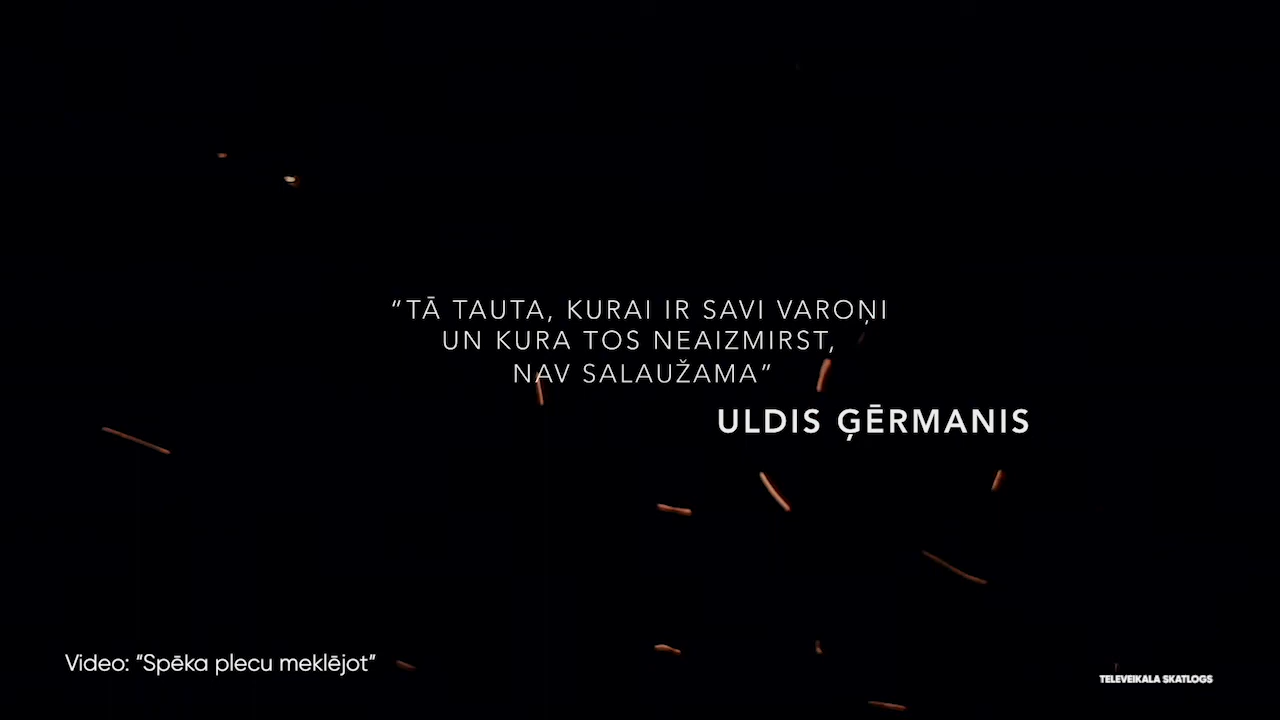 “TĀ TAUTA, KURAI IR SAVI VAROŅI
UN KURA TOS NEAIZMIRST,
NAV SALAUŽAMA”
ULDIS ĢĒRMANIS
Video: “Spēka plecu meklējot”
TELEVEIKALA SKATLOGS